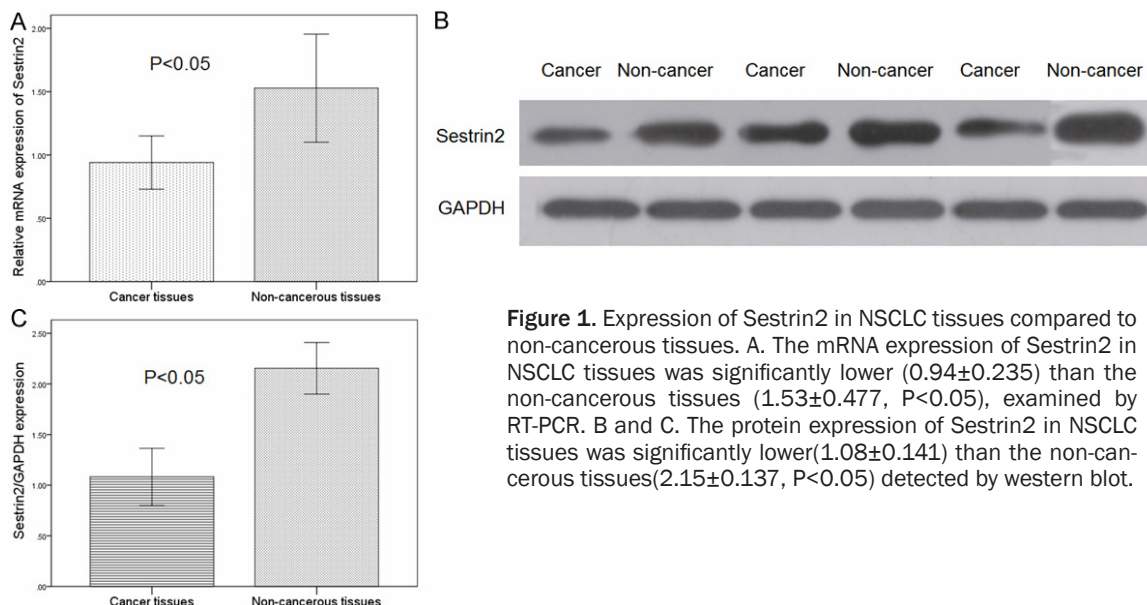 A
Relative mRNA expression of Sestrin2
2.00
1.50
1.00
.50
.00
P<0.05
Cancer tissues
Non-cancerous tissues
B
Cancer Non-cancer Cancer Non-cancer Cancer Non-cancer
Sestrin2
GAPDH
C
Sestrin2/GAPDH expression
2.50
2.00
1.50
1.00
.50
.00
P<0.05
Cancer tissues
Non-cancerous tissues
Figure 1. Expression of Sestrin2 in NSCLC tissues compared to
non-cancerous tissues. A. The mRNA expression of Sestrin2 in
NSCLC tissues was significantly lower (0.94±0.235) than the
non-cancerous tissues (1.53±0.477, P<0.05), examined by
RT-PCR. B and C. The protein expression of Sestrin2 in NSCLC
tissues was significantly lower(1.08±0.141) than the non-can-
cerous tissues(2.15±0.137, P<0.05) detected by western blot.